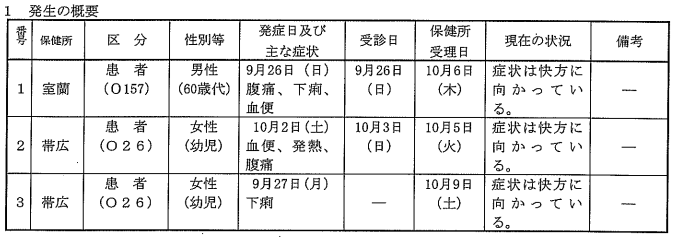 1 発生の概要
番号 保健所 区 分 性別等 発症日及び 主な症状 受診日 保健所 受理日 現在の状況 備考
1 室蘭 患 者 (O157) 男性 (60歳代) 9月26日(日) 腹痛、下痢、 血便 9月26日 (日) 10月6日 (木) 症状は快方に 向かってい る。 ―
2 帯広 患 者 (O26) 女性 (幼児) 10月2日(土) 血便、発熱、 腹痛 10月3日 (日) 10月5日 (火) 症状は快方に 向かってい る。 ―
3 帯広 患 者 (O26) 女性 (幼児) 9月27日(月) 下痢 ― 10月9日 (土) 症状は快方に 向かってい る。 ―